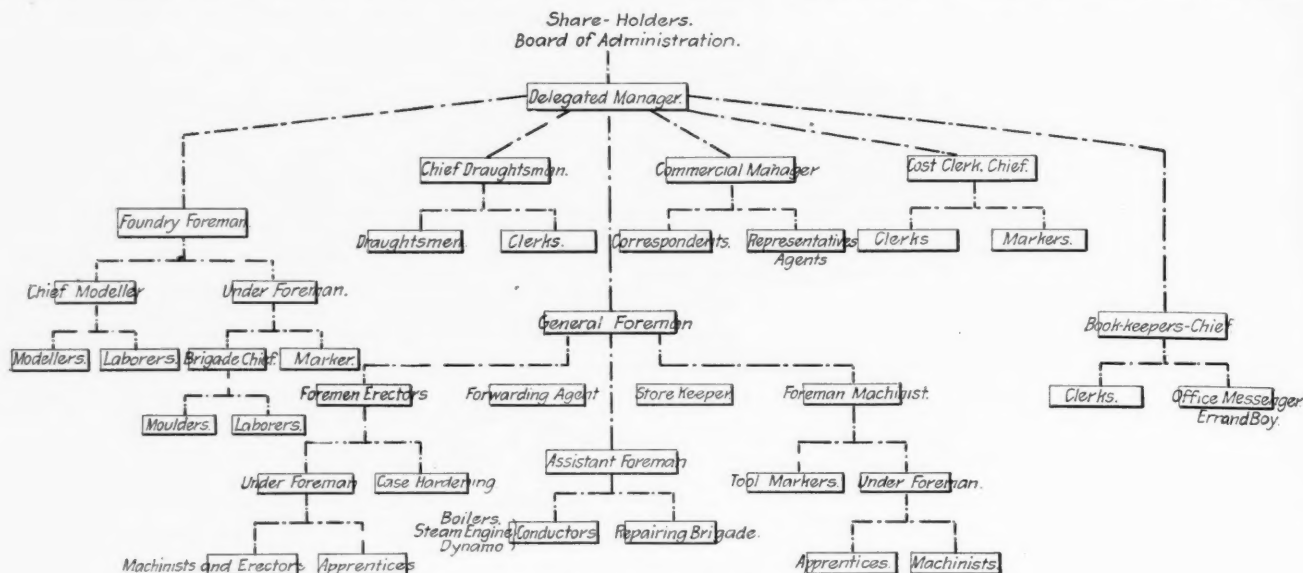 Share-Holders.
Board of Administration.
Delegated Manager.
Chief Draughtsman.
Commercial Manager
Cost Clerk. Chief.
Foundry Foreman.
Draughtsmen.
Clerks.
Correspondents.
Representatives
Agents
Clerks
Markers.
Chief Modeller
Under Foreman.
General Foreman
Book-keepers-Chief
Modellers.
Laborers.
Brigade Chief.
Marker.
Foremen Erectors
Forwarding Agent
Store Keeper
Foreman Machinist.
Clerks.
Office Messenger
Errand Boy.
Moulders.
Laborers.
Assistant Foreman
Under Foreman
Case Hardening
Tool Markers.
Under Foreman.
Boilers.
Steam Engine
Dynamo
Conductors.
Repairing Brigade.
Machinists and Erectors
Apprentices
Apprentices.
Machinists.